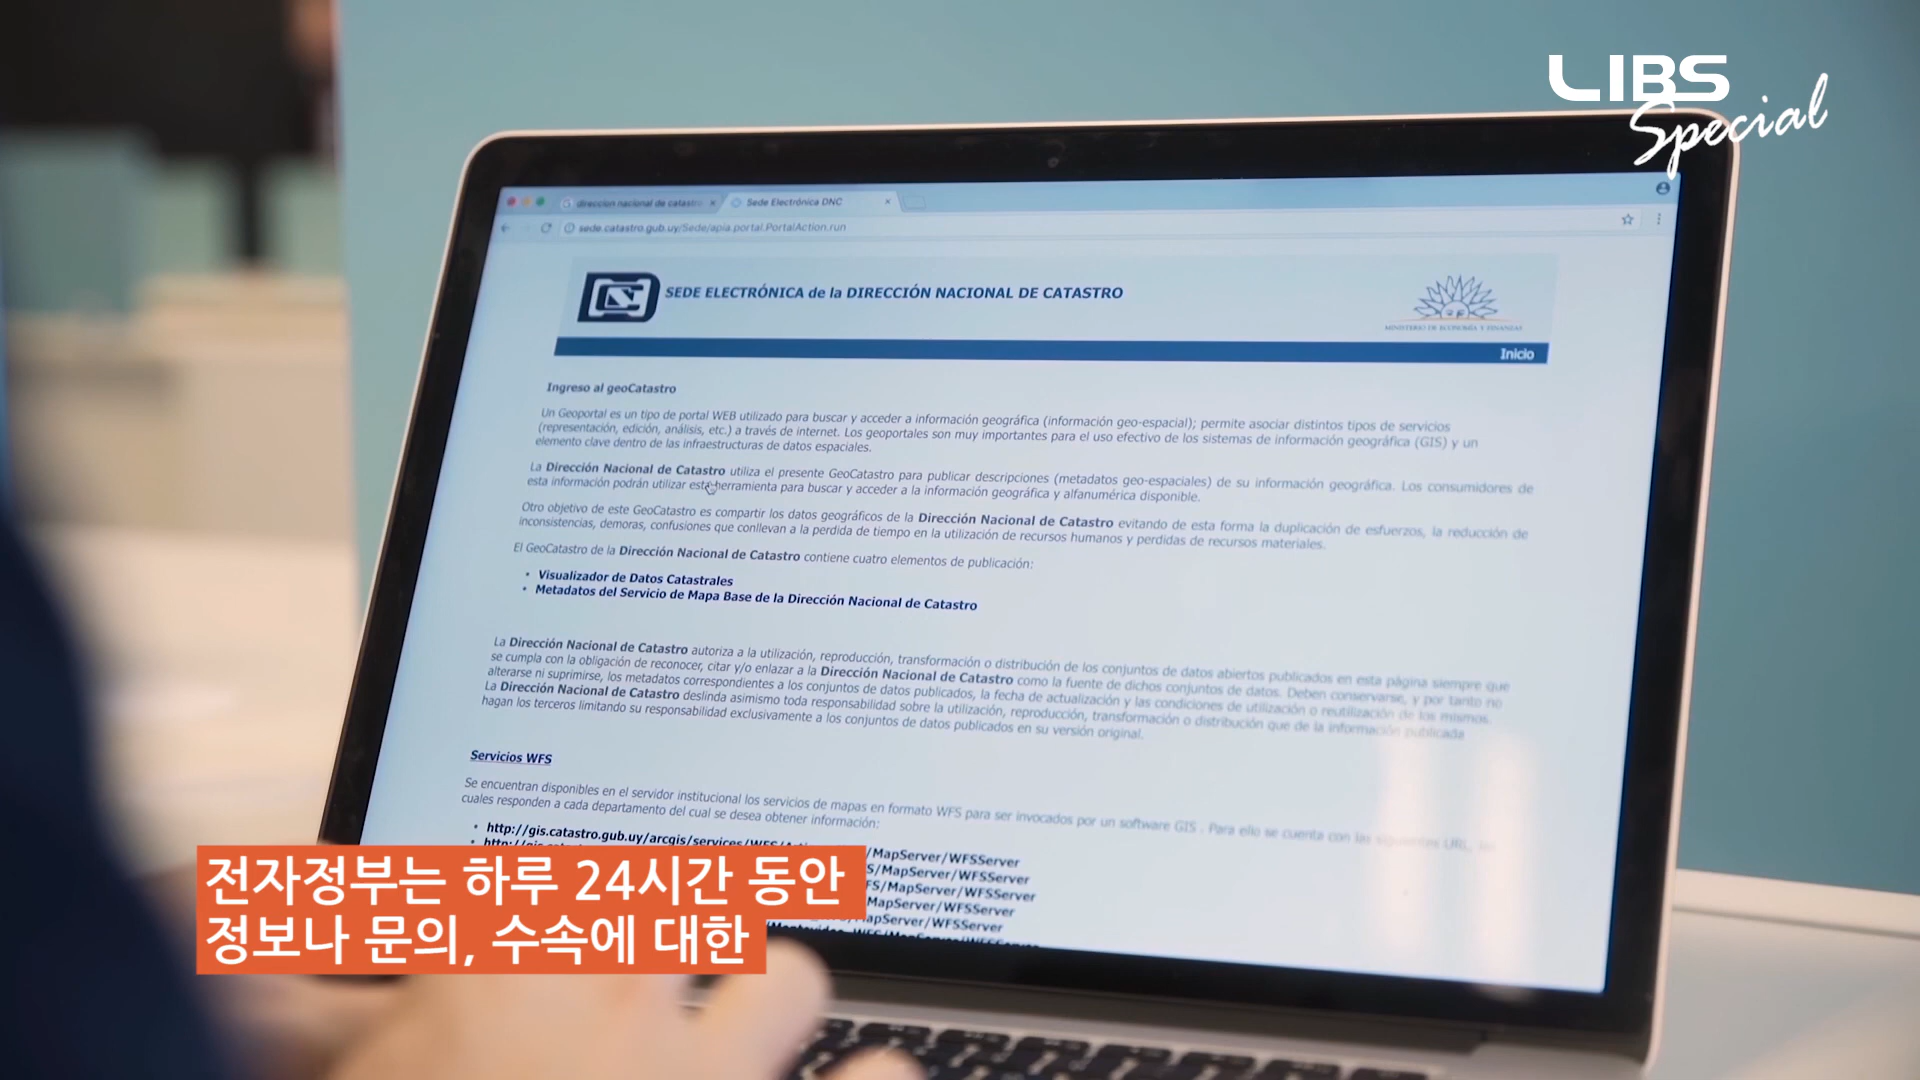 LIBS
Special
direccion nacional de catastro
Sede Electrónica DNC
sede.catastro.gub.uy/Sede/apia.portal.PortalAction.run
SEDE ELECTRÓNICA de la DIRECCIÓN NACIONAL DE CATASTRO
MINISTERIO DE ECONOMÍA Y FINANZAS
Inicio
Ingreso al geoCatastro
Un Geoportal es un tipo de portal WEB utilizado para buscar y acceder a información geográfica (información geo-espacial); permite asociar distintos tipos de servicios
(representación, edición, análisis, etc.) a través de internet. Los geoportales son muy importantes para el uso efectivo de los sistemas de información geográfica (GIS) y un
elemento clave dentro de las infraestructuras de datos espaciales.
La Dirección Nacional de Catastro utiliza el presente GeoCatastro para publicar descripciones (metadatos geo-espaciales) de su información geográfica. Los consumidores de
esta información podrán utilizar esta herramienta para buscar y acceder a la información geográfica y alfanumérica disponible.
Otro objetivo de este GeoCatastro es compartir los datos geográficos de la Dirección Nacional de Catastro evitando de esta forma la duplicación de esfuerzos, la reducción de
inconsistencias, demoras, confusiones que conllevan a la perdida de tiempo en la utilización de recursos humanos y perdidas de recursos materiales.
El GeoCatastro de la Dirección Nacional de Catastro contiene cuatro elementos de publicación:
• Visualizador de Datos Catastrales
• Metadatos del Servicio de Mapa Base de la Dirección Nacional de Catastro
La Dirección Nacional de Catastro autoriza a la utilización, reproducción, transformación o distribución de los conjuntos de datos abiertos publicados en esta página siempre que
se cumpla con la obligación de reconocer, citar y/o enlazar a la Dirección Nacional de Catastro como la fuente de dichos conjuntos de datos. Deben conservarse, y por tanto no
alterarse ni suprimirse, los metadatos correspondientes a los conjuntos de datos publicados, la fecha de actualización y las condiciones de utilización o reutilización de los mismos.
La Dirección Nacional de Catastro deslinda asimismo toda responsabilidad sobre la utilización, reproducción, transformación o distribución que de la información publicada
hagan los terceros limitando su responsabilidad exclusivamente a los conjuntos de datos publicados en su versión original.
Servicios WFS
Se encuentran disponibles en el servidor institucional los servicios de mapas en formato WFS para ser invocados por un software GIS . Para ello se cuenta con las siguientes URL, las
cuales responden a cada departamento del cual se desea obtener información:
• http://gis.catastro.gub.uy/arcgis/services/WFS/
/MapServer/WFSServer
S/MapServer/WFSServer
FS/MapServer/WFSServer
MapServer/WFSServer
apServer/WFSServer
전자정부는 하루 24시간 동안
정보나 문의, 수속에 대한